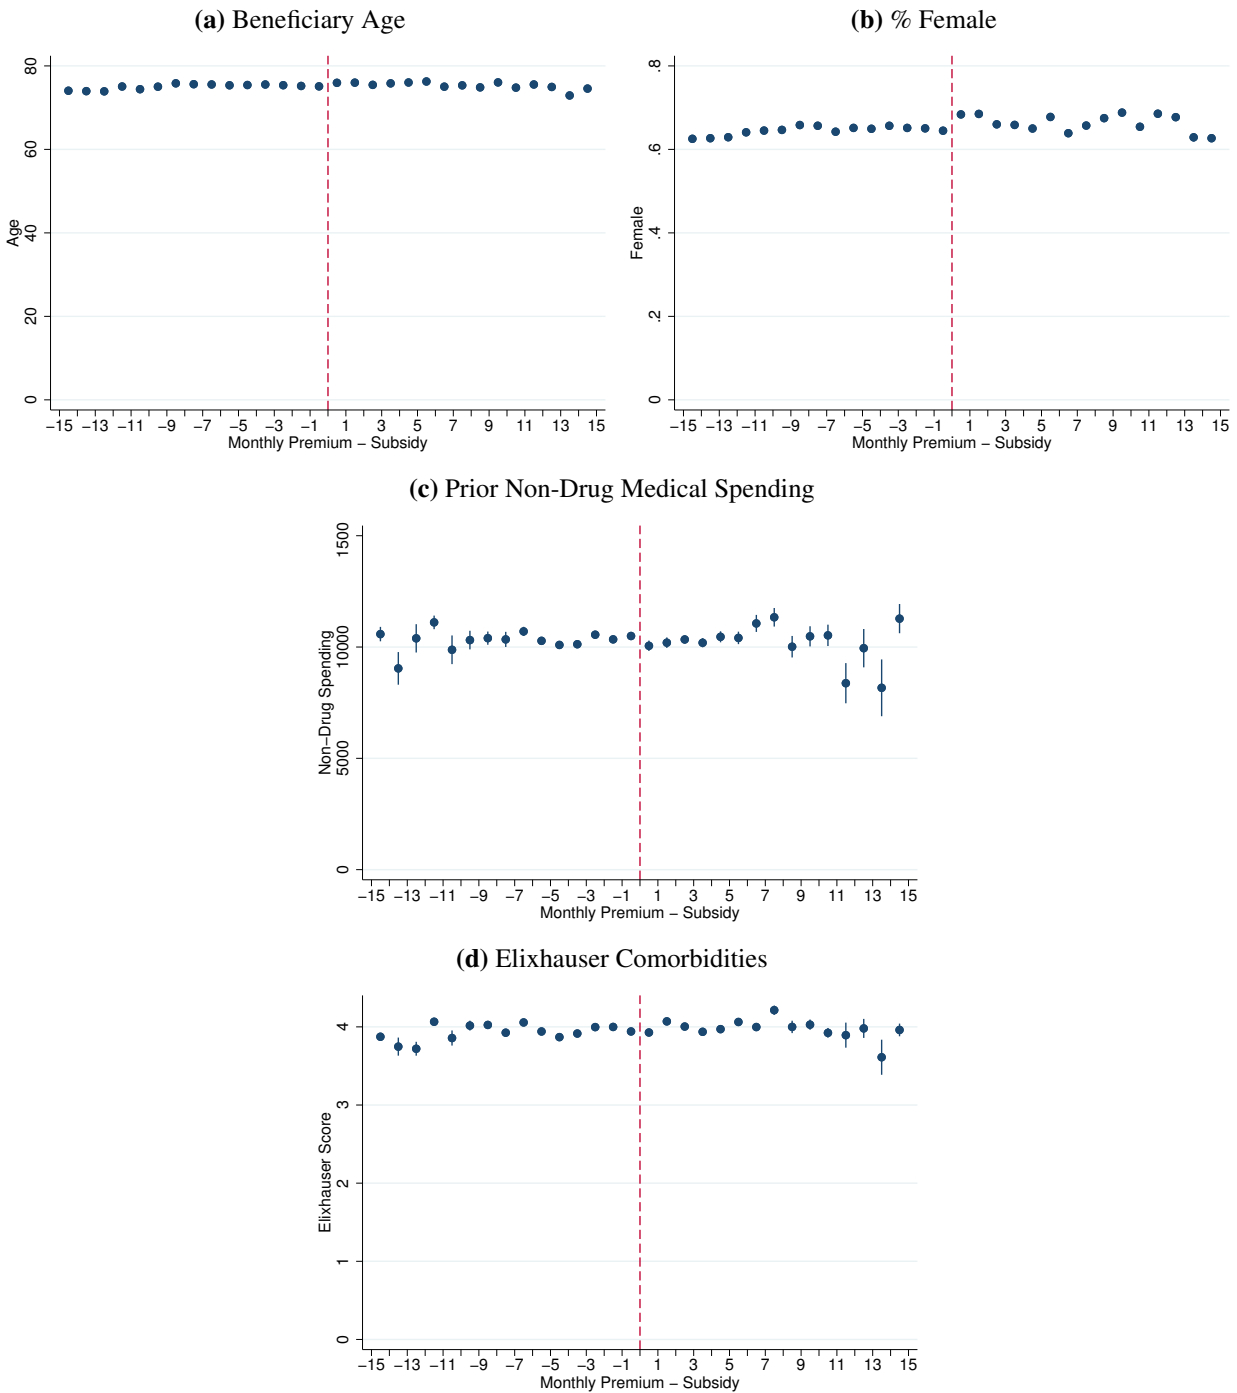 (a) Beneficiary Age
80
60
40
20
0
Age
−15 −13 −11 −9 −7 −5 −3 −1 1 3 5 7 9 11 13 15
Monthly Premium − Subsidy
(b) % Female
.8
.6
.4
.2
0
Female
−15 −13 −11 −9 −7 −5 −3 −1 1 3 5 7 9 11 13 15
Monthly Premium − Subsidy
(c) Prior Non-Drug Medical Spending
1500
10000
5000
0
Non−Drug Spending
−15 −13 −11 −9 −7 −5 −3 −1 1 3 5 7 9 11 13 15
Monthly Premium − Subsidy
(d) Elixhauser Comorbidities
4
3
2
1
0
Elixhauser Score
−15 −13 −11 −9 −7 −5 −3 −1 1 3 5 7 9 11 13 15
Monthly Premium − Subsidy